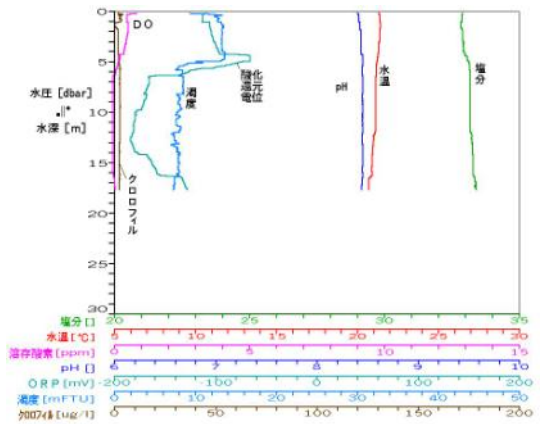 0
DO
5
水温
塩分
酸化還元電位
濁度
pH
水圧 [dbar]
≒
10
水深 [m]
15
クロロフィル
20
25
30
20 25 30 35
塩分 []
5 10 15 20 25 30
水温 [℃]
0 5 10 15
溶存酸素 [ppm]
6 7 8 9 10
pH []
-200 -100 0 100 200
ORP [mV]
0 10 20 30 40 50
濁度 [mFTU]
0 50 100 150 200
クロロフィル [ug/l]